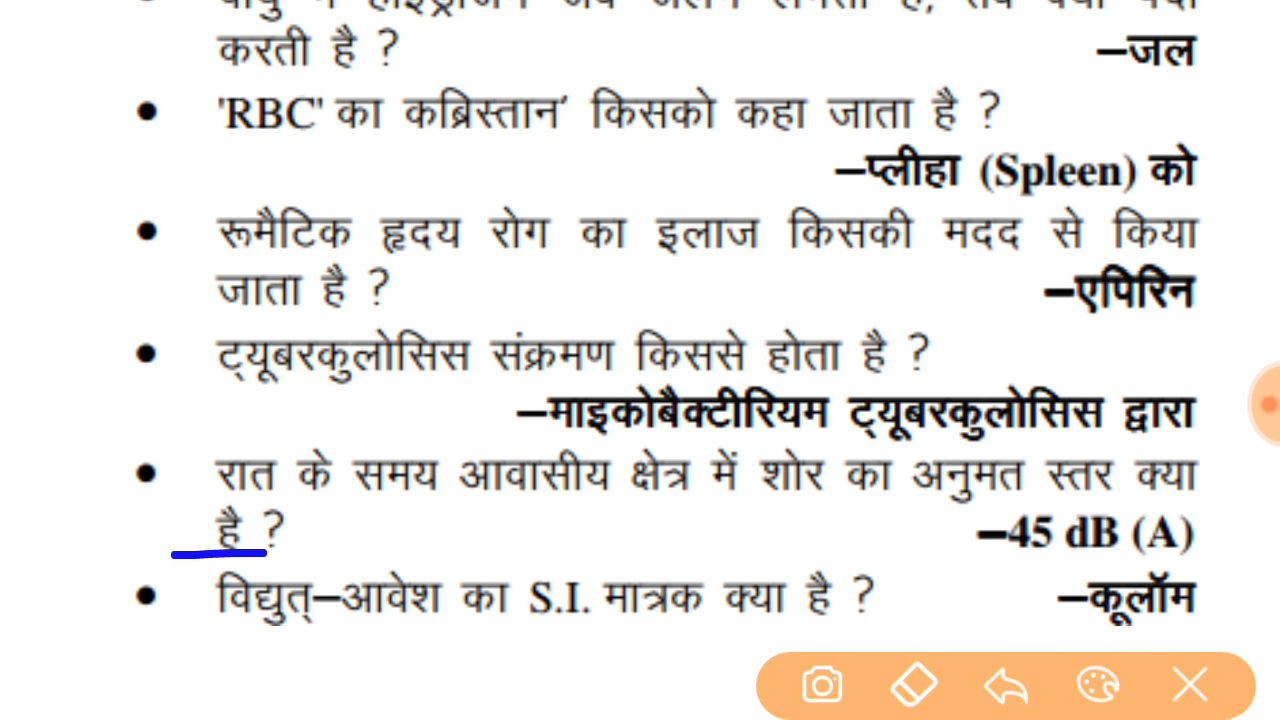 करती है ? –जल
• 'RBC' का कब्रिस्तान' किसको कहा जाता है ?
–प्लीहा (Spleen) को
• रूमैटिक हृदय रोग का इलाज किसकी मदद से किया
जाता है ? –एपिरिन
• ट्यूबरकुलोसिस संक्रमण किससे होता है ?
–माइकोबैक्टीरियम ट्यूबरकुलोसिस द्वारा
• रात के समय आवासीय क्षेत्र में शोर का अनुमत स्तर क्या
है ? –45 dB (A)
• विद्युत्–आवेश का S.I. मात्रक क्या है ? –कूलॉम